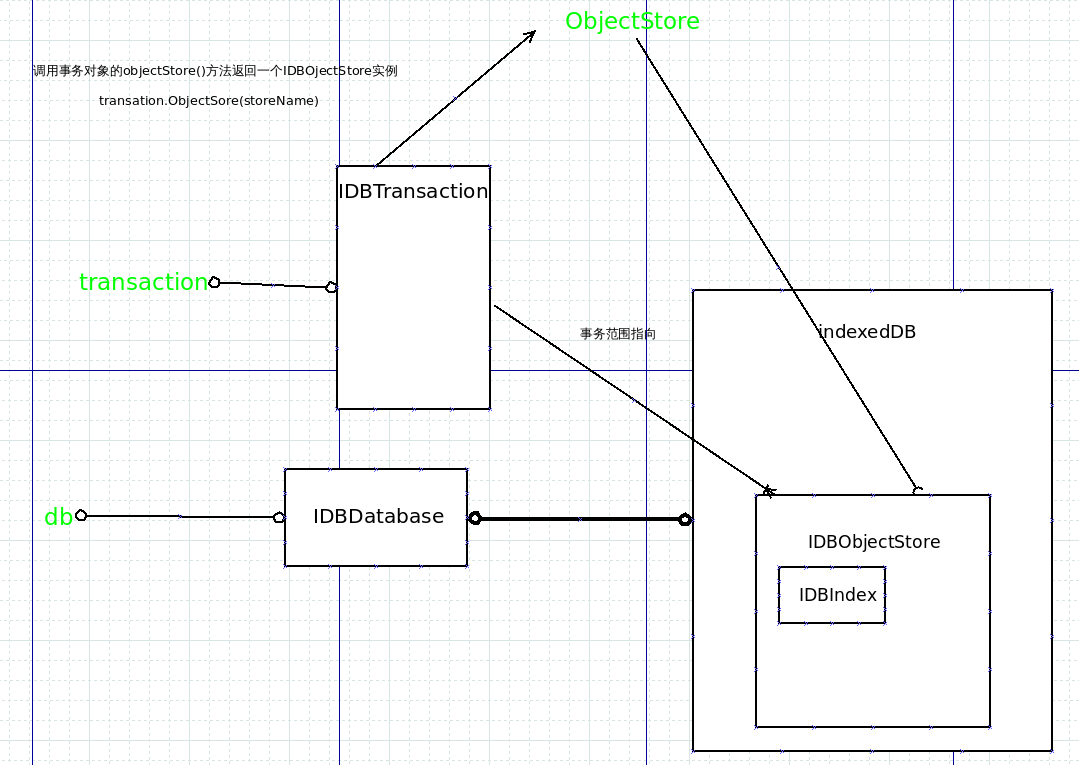 ObjectStore
调用事务对象的objectStore()方法返回一个IDBOjectStore实例
transation.ObjectSore(storeName)
IDBTransaction
transaction
事务范围指向
indexedDB
db
IDBDatabase
IDBObjectStore
IDBIndex